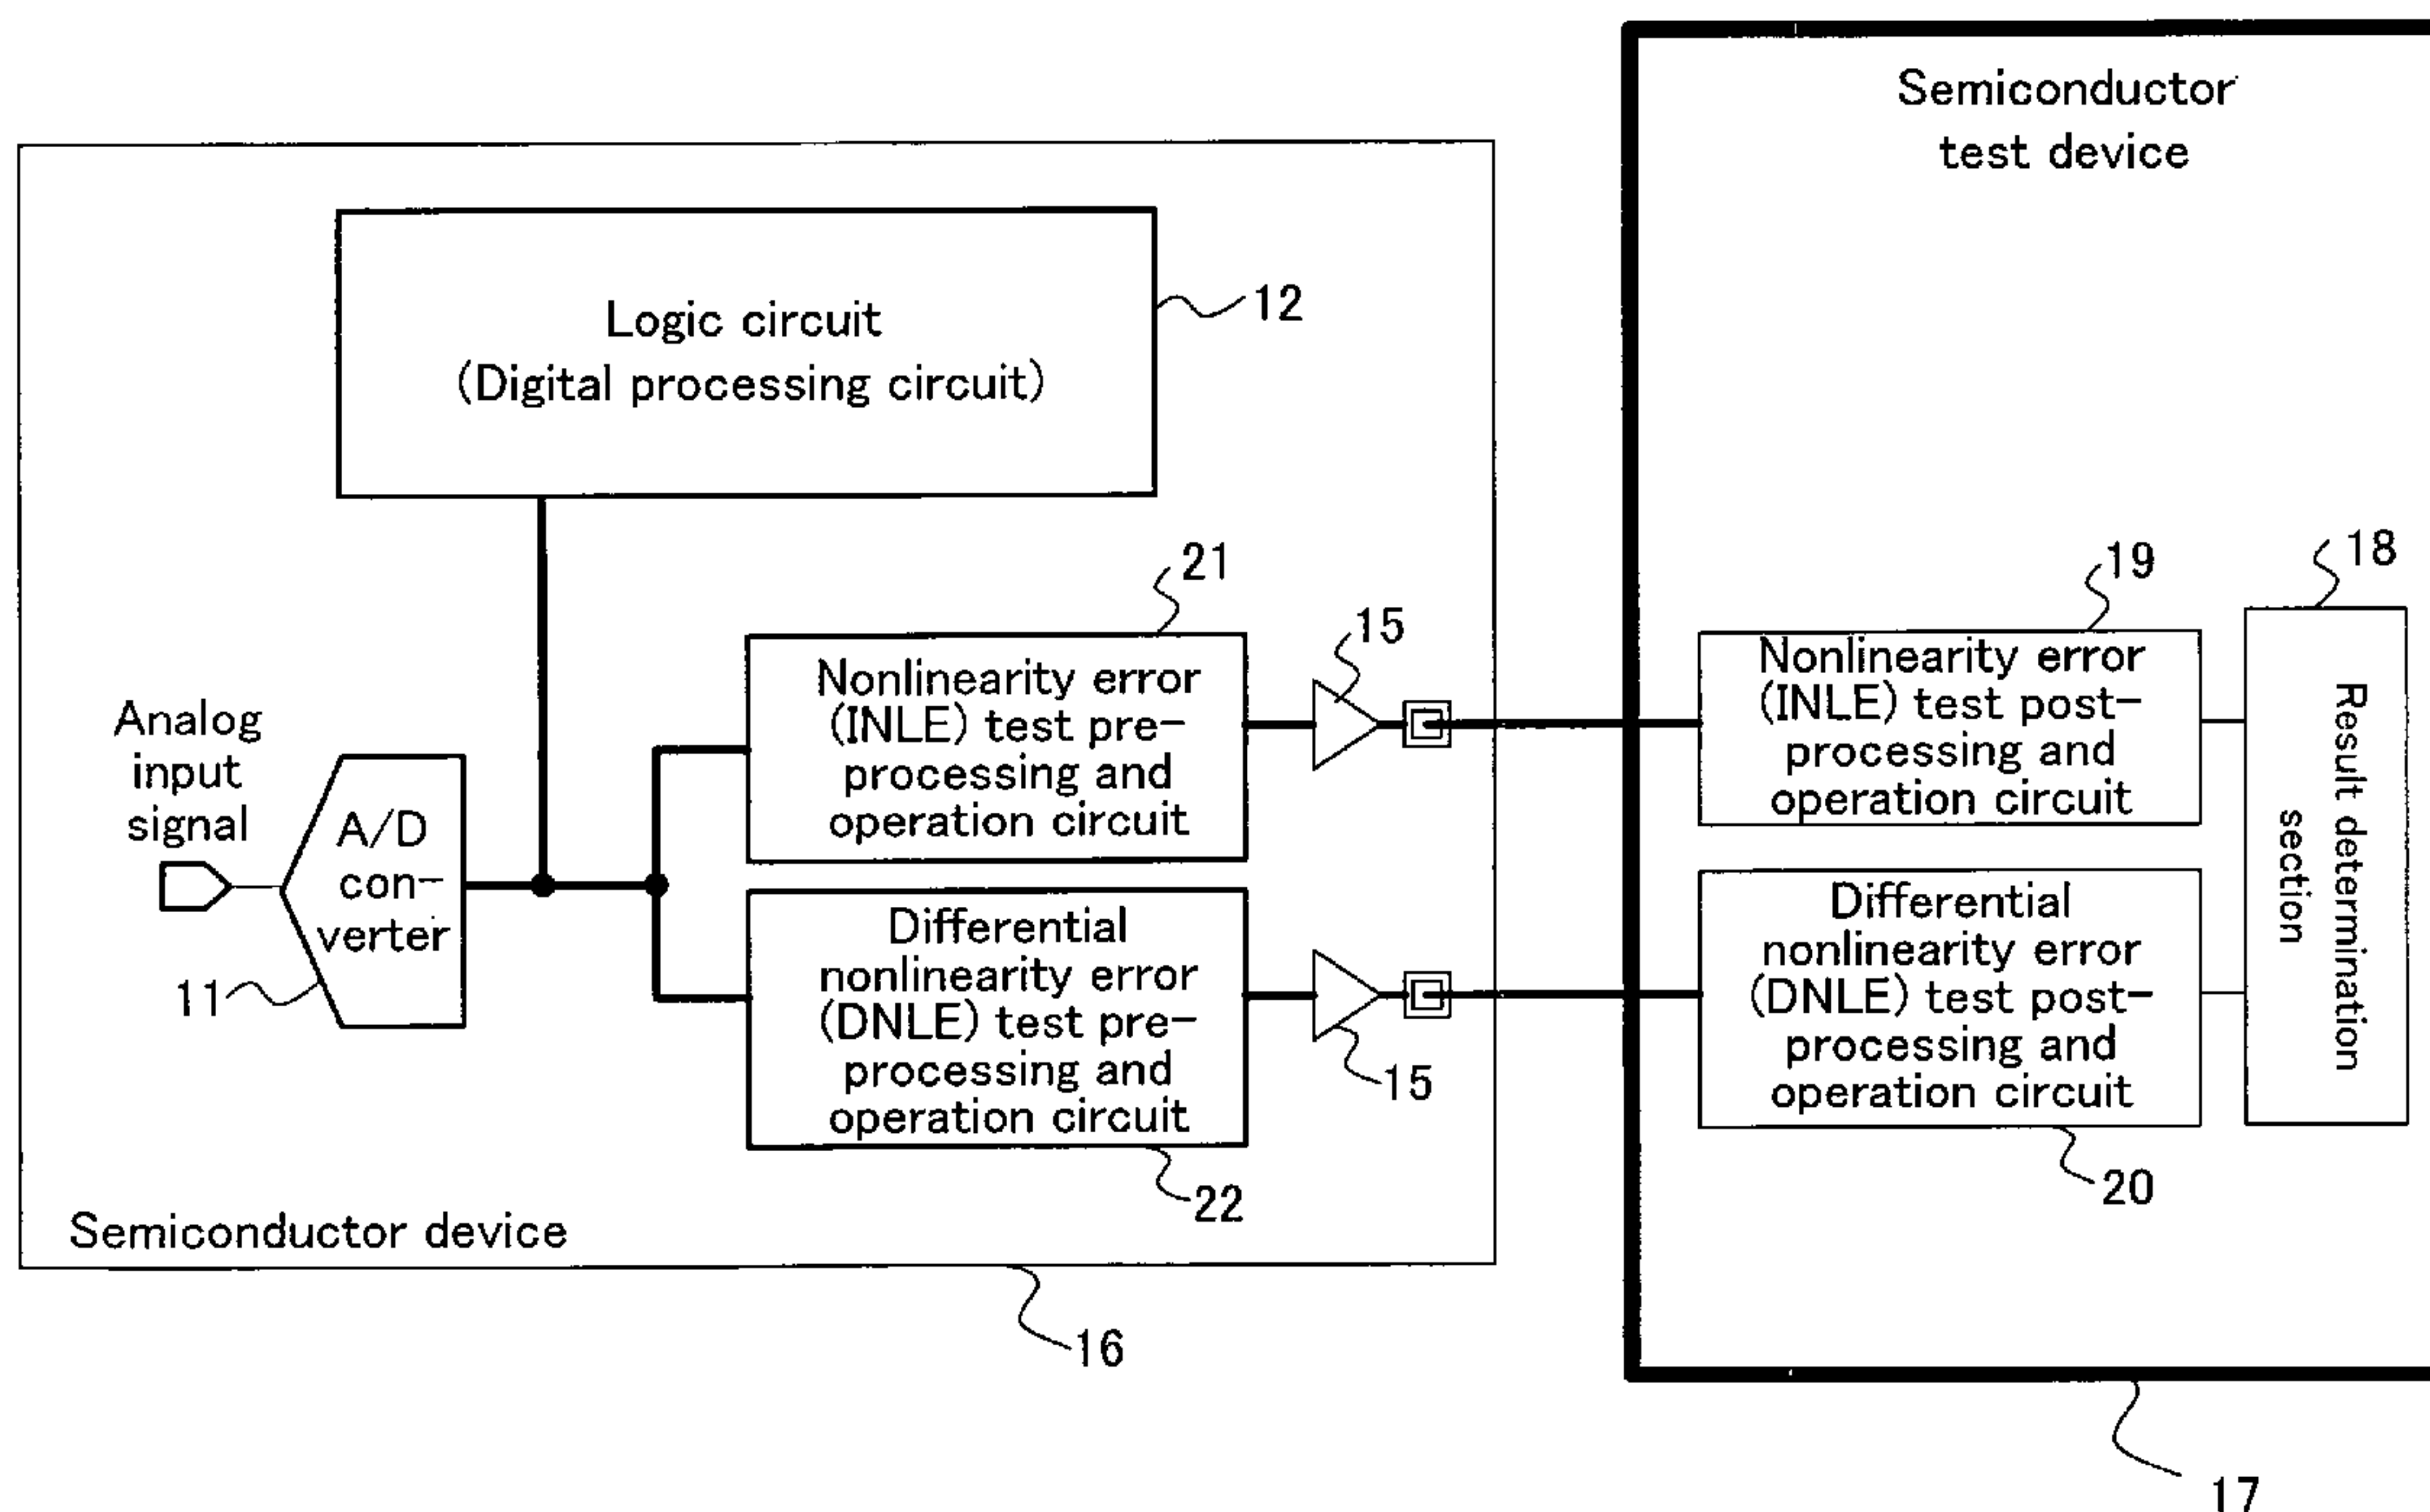 Semiconductor
test device
Logic circuit
(Digital processing circuit)
12
21
15
19
18
Analog
input
signal
A/D
con-
verter
11
Nonlinearity error
(INLE) test pre-
processing and
operation circuit
Nonlinearity error
(INLE) test post-
processing and
operation circuit
Result determination
section
Differential
nonlinearity error
(DNLE) test pre-
processing and
operation circuit
15
22
Differential
nonlinearity error
(DNLE) test post-
processing and
operation circuit
20
Semiconductor device
16
17